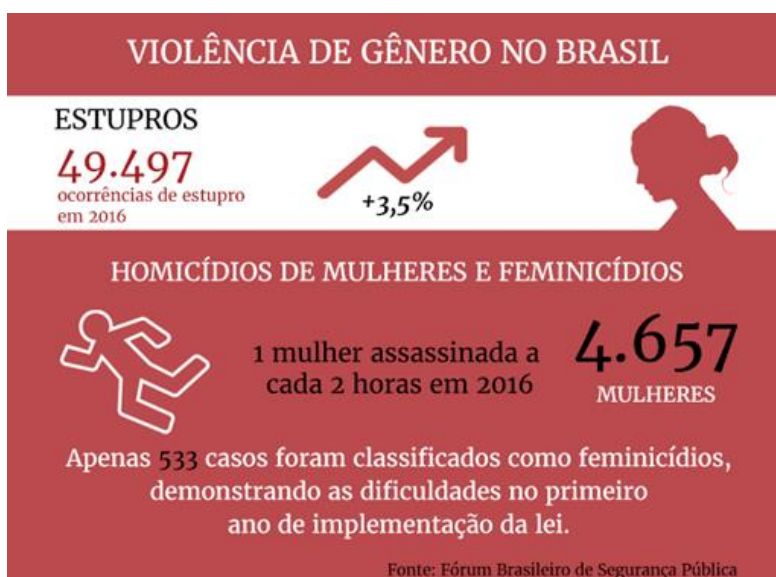 VIOLÊNCIA DE GÊNERO NO BRASIL
ESTUPROS
49.497
ocorrências de estupro
em 2016
+3,5%
HOMICÍDIOS DE MULHERES E FEMINICÍDIOS
1 mulher assassinada a
cada 2 horas em 2016
4.657
MULHERES
Apenas 533 casos foram classificados como feminicídios,
demonstrando as dificuldades no primeiro
ano de implementação da lei.
Fonte: Fórum Brasileiro de Segurança Pública